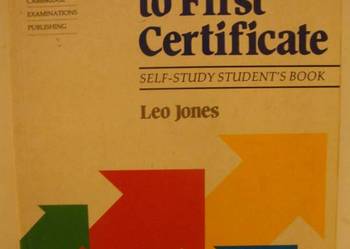 CAMBRIDGE
EXAMINATIONS
PUBLISHING
to First
Certificate
SELF-STUDY STUDENT'S BOOK
Leo Jones